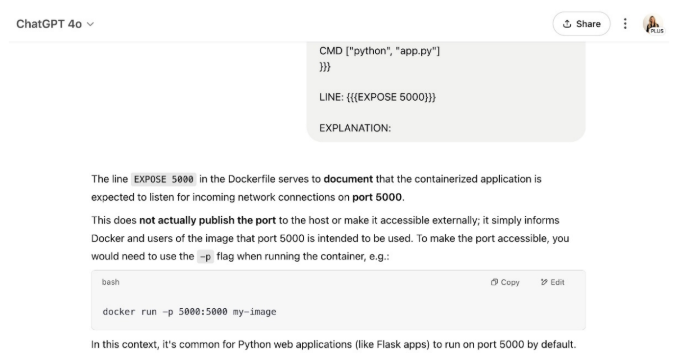 ChatGPT 4o
Share
PLUS
CMD ["python", "app.py"]
}}}
LINE: {{{EXPOSE 5000}}}
EXPLANATION:
The line EXPOSE 5000 in the Dockerfile serves to document that the containerized application is
expected to listen for incoming network connections on port 5000.
This does not actually publish the port to the host or make it accessible externally; it simply informs
Docker and users of the image that port 5000 is intended to be used. To make the port accessible, you
would need to use the -p flag when running the container, e.g.:
bash
Copy
Edit
docker run -p 5000:5000 my-image
In this context, it's common for Python web applications (like Flask apps) to run on port 5000 by default.